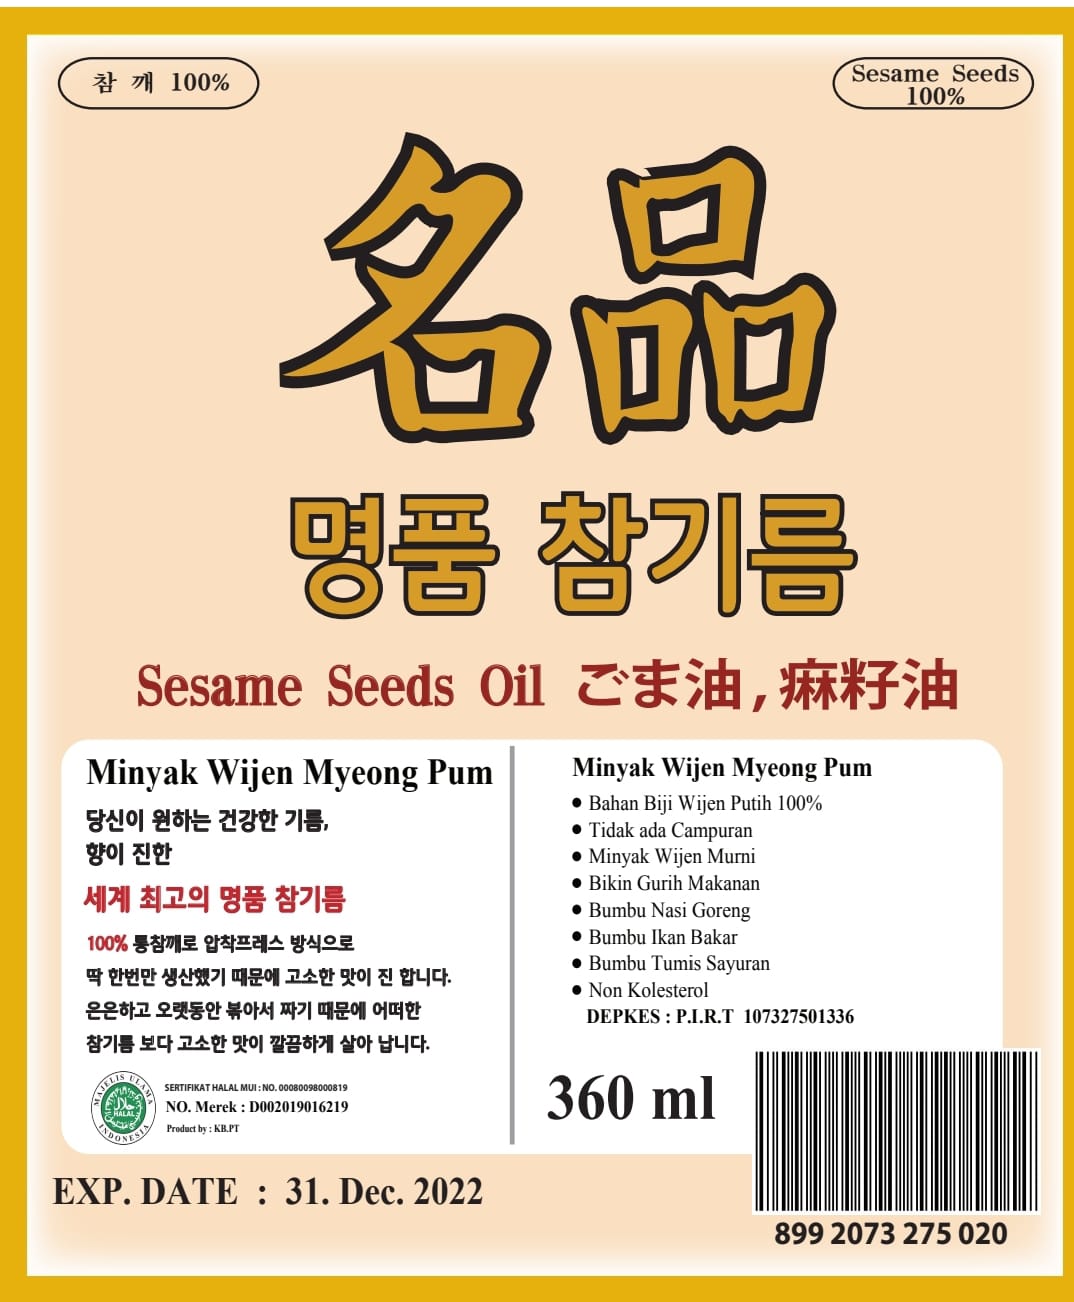 참 깨 100%
Sesame Seeds
100%
名品
명품 참기름
Sesame Seeds Oil ごま油,痳籽油
Minyak Wijen Myeong Pum
당신이 원하는 건강한 기름,
향이 진한
세계 최고의 명품 참기름
100% 통참깨로 압착프레스 방식으로
딱 한번만 생산했기 때문에 고소한 맛이 진 합니다.
은은하고 오랫동안 볶아서 짜기 때문에 어떠한
참기름 보다 고소한 맛이 깔끔하게 살아 납니다.
MAJELIS ULAMA
حلال
HALAL
INDONESIA
SERTIFIKAT HALAL MUI : NO. 00080098000819
NO. Merek : D002019016219
Product by : KB.PT
Minyak Wijen Myeong Pum
• Bahan Biji Wijen Putih 100%
• Tidak ada Campuran
• Minyak Wijen Murni
• Bikin Gurih Makanan
• Bumbu Nasi Goreng
• Bumbu Ikan Bakar
• Bumbu Tumis Sayuran
• Non Kolesterol
DEPKES : P.I.R.T 107327501336
360 ml
EXP. DATE : 31. Dec. 2022
899 2073 275 020